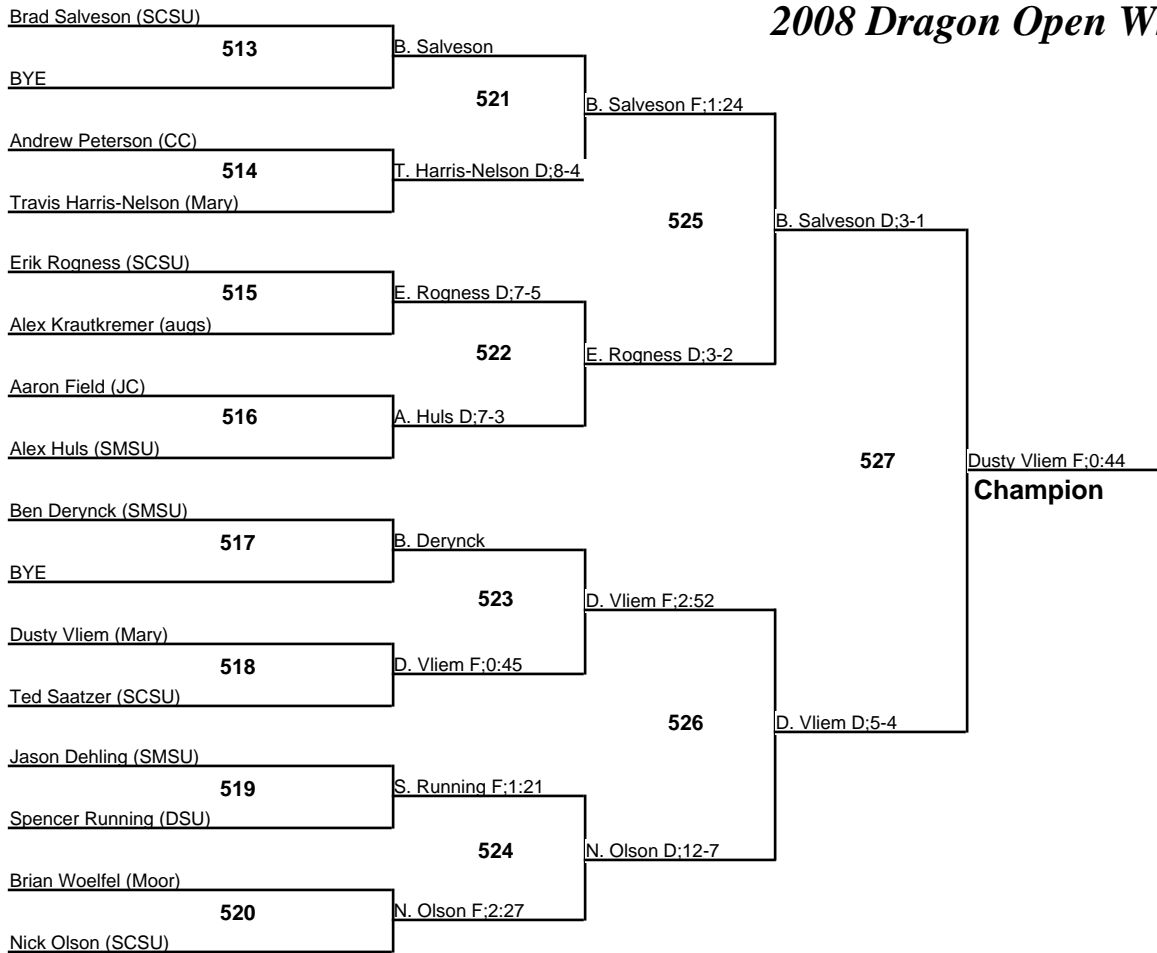 2008 Dragon Open
Brad Salveson (SCSU)
513
BYE
B. Salveson
521
Andrew Peterson (CC)
514
Travis Harris-Nelson (Mary)
T. Harris-Nelson D;8-4
B. Salveson F;1:24
525
Erik Rogness (SCSU)
515
Alex Krautkremer (augs)
E. Rogness D;7-5
522
Aaron Field (JC)
516
Alex Huls (SMSU)
A. Huls D;7-3
E. Rogness D;3-2
B. Salveson D;3-1
527
Dusty Vliem F;0:44
Champion
Ben Derynck (SMSU)
517
BYE
B. Derynck
523
Dusty Vliem (Mary)
518
Ted Saatzer (SCSU)
D. Vliem F;0:45
D. Vliem F;2:52
526
D. Vliem D;5-4
Jason Dehling (SMSU)
519
Spencer Running (DSU)
S. Running F;1:21
524
N. Olson D;12-7
Brian Woelfel (Moor)
520
Nick Olson (SCSU)
N. Olson F;2:27